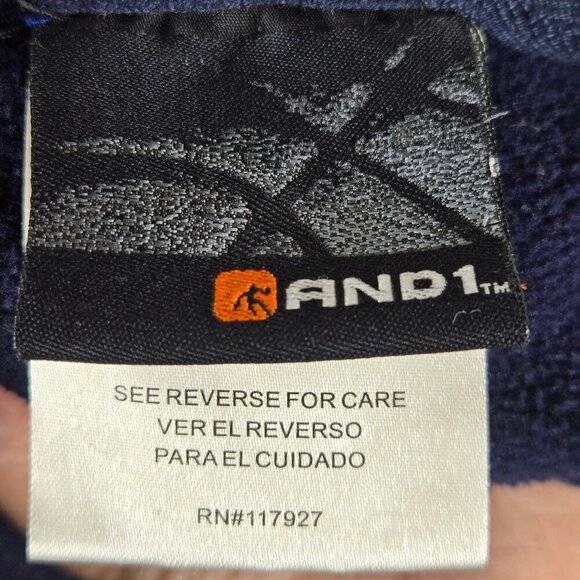 AND1™
SEE REVERSE FOR CARE
VER EL REVERSO
PARA EL CUIDADO
RN#117927